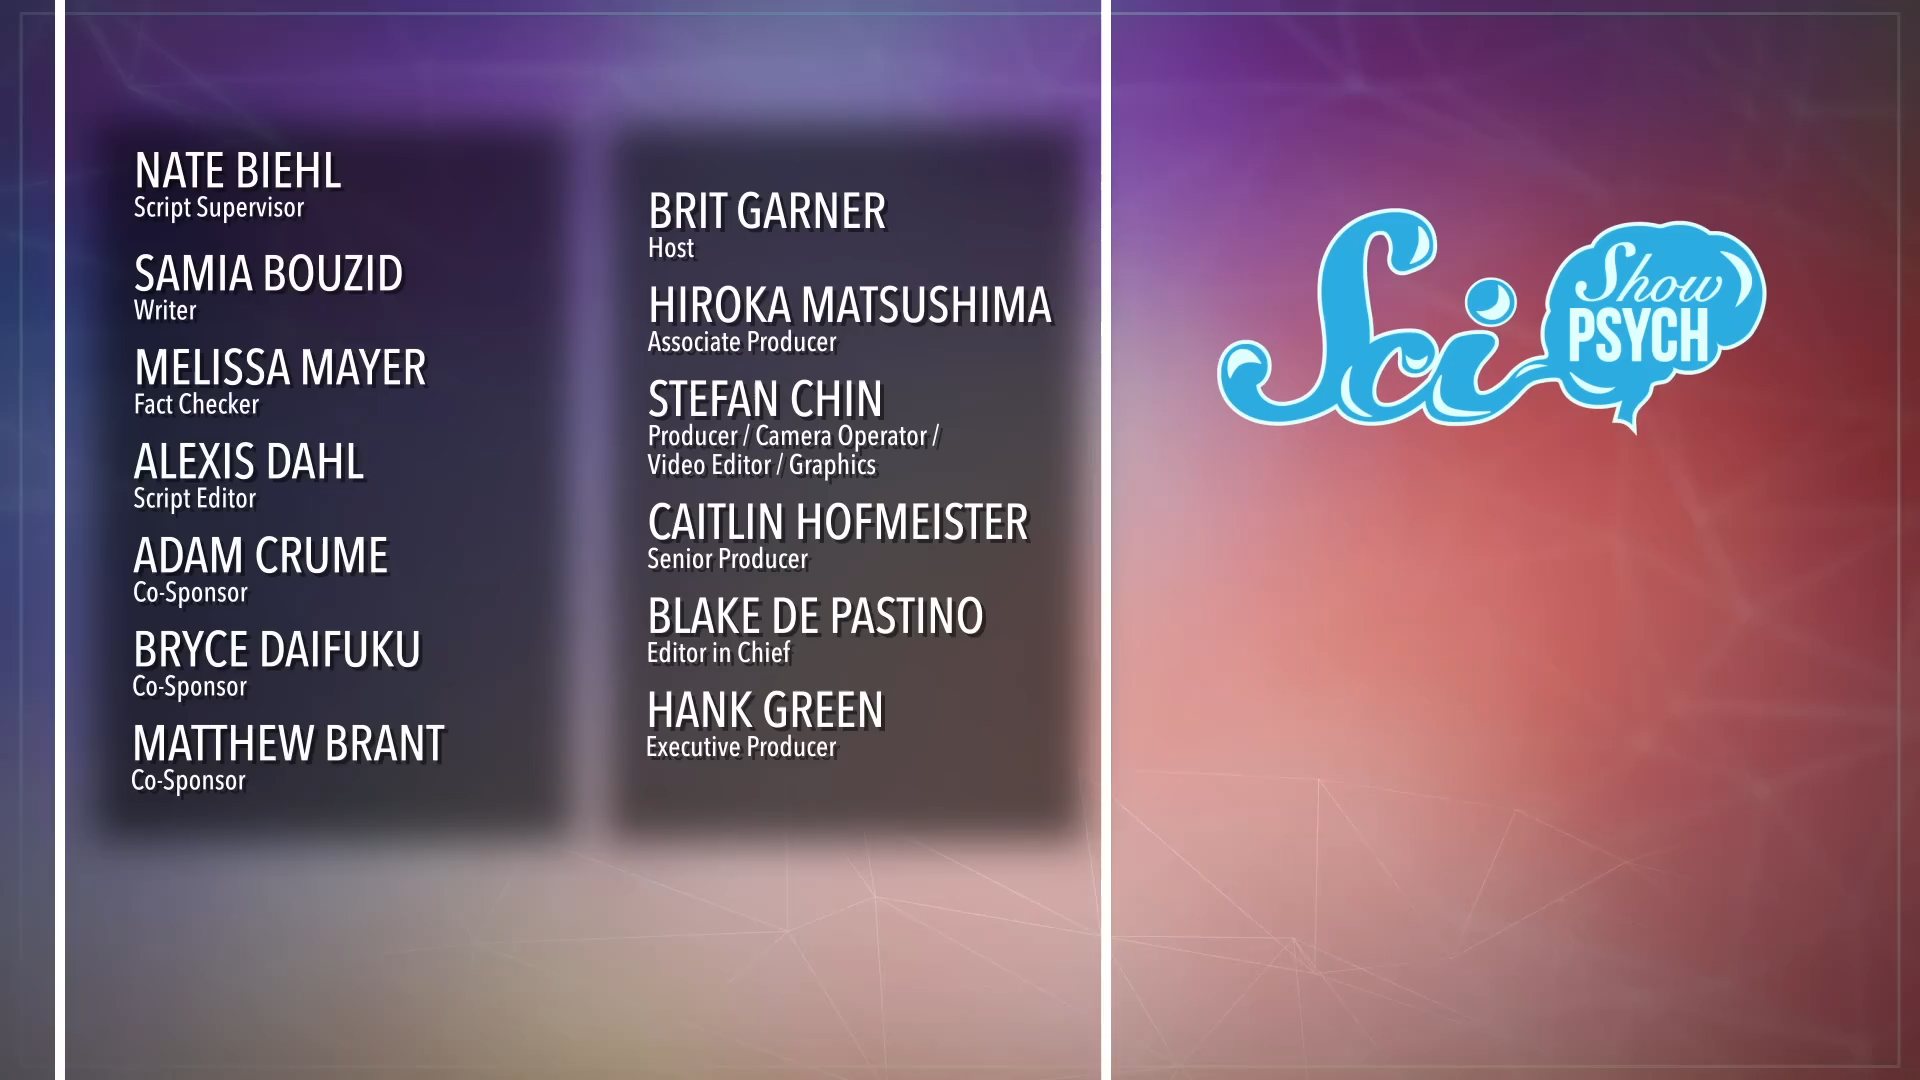 NATE BIEHL
Script Supervisor
SAMIA BOUZID
Writer
MELISSA MAYER
Fact Checker
ALEXIS DAHL
Script Editor
ADAM CRUME
Co-Sponsor
BRYCE DAIFUKU
Co-Sponsor
MATTHEW BRANT
Co-Sponsor
BRIT GARNER
Host
HIROKA MATSUSHIMA
Associate Producer
STEFAN CHIN
Producer / Camera Operator /
Video Editor / Graphics
CAITLIN HOFMEISTER
Senior Producer
BLAKE DE PASTINO
Editor in Chief
HANK GREEN
Executive Producer
Sci
Show
PSYCH